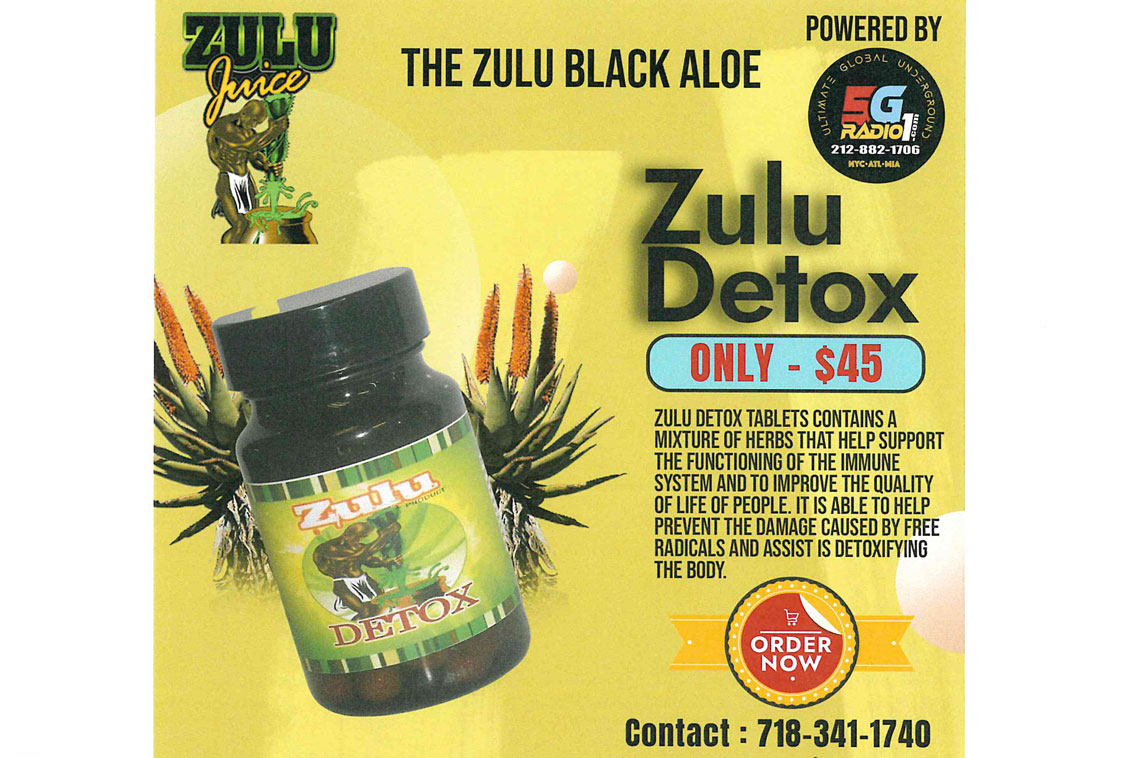 ZULU
Juice
THE ZULU BLACK ALOE
POWERED BY
ULTIMATE GLOBAL UNDERGROUND
5G
RADIO1.com
212-882-1706
NYC•ATL•MIA
Zulu
Detox
ONLY - $45
ZULU DETOX TABLETS CONTAINS A
MIXTURE OF HERBS THAT HELP SUPPORT
THE FUNCTIONING OF THE IMMUNE
SYSTEM AND TO IMPROVE THE QUALITY
OF LIFE OF PEOPLE. IT IS ABLE TO HELP
PREVENT THE DAMAGE CAUSED BY FREE
RADICALS AND ASSIST IS DETOXIFYING
THE BODY.
Zulu
PRODUCT
DETOX
ORDER
NOW
Contact : 718-341-1740